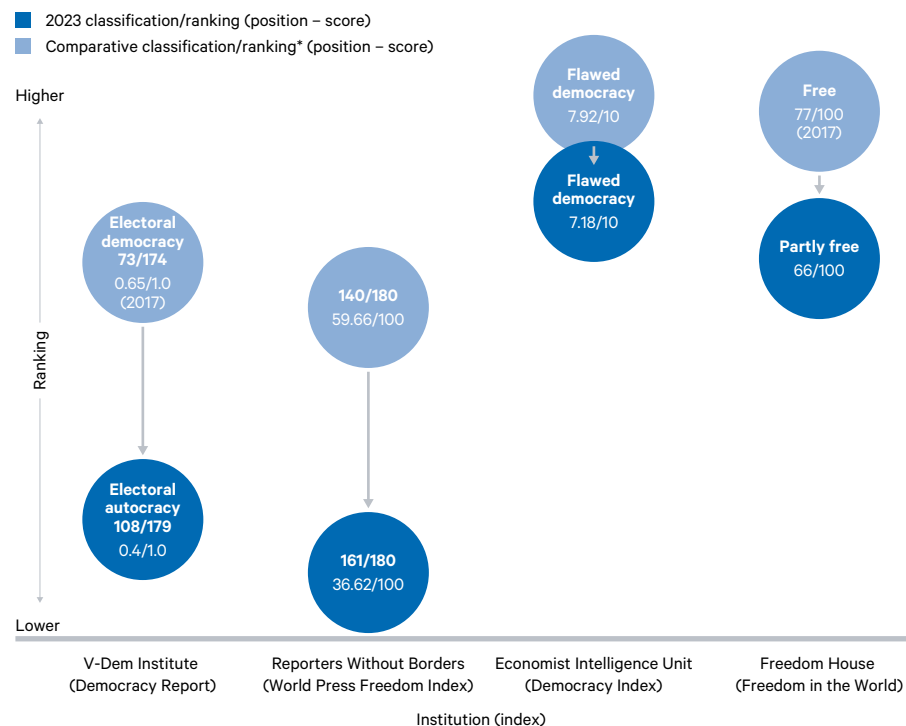 2023 classification/ranking (position – score)
Comparative classification/ranking* (position – score)
Higher
Ranking
Lower
Electoral
democracy
73/174
0.65/1.0
(2017)
Electoral
autocracy
108/179
0.4/1.0
140/180
59.66/100
161/180
36.62/100
Flawed
democracy
7.92/10
Flawed
democracy
7.18/10
Free
77/100
(2017)
Partly free
66/100
V-Dem Institute
(Democracy Report)
Reporters Without Borders
(World Press Freedom Index)
Economist Intelligence Unit
(Democracy Index)
Freedom House
(Freedom in the World)
Institution (index)